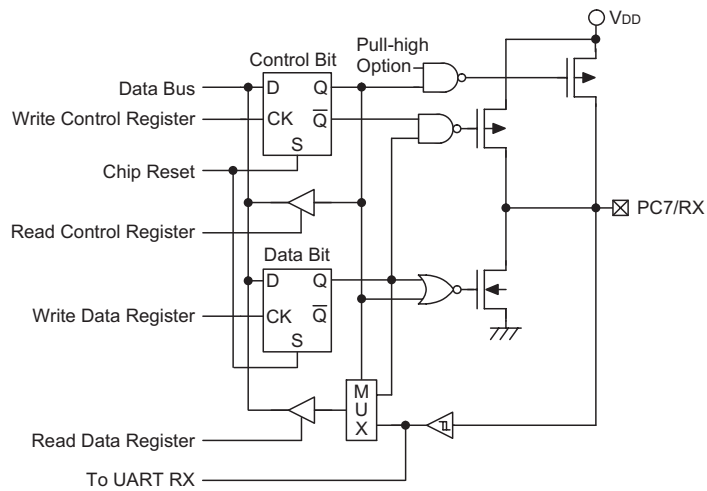 VDD
Control Bit
Pull-high
Option
Data Bus
D
Q
Write Control Register
CK
Q
S
Chip Reset
PC7/RX
Read Control Register
Data Bit
D
Q
Write Data Register
CK
Q
S
M
U
X
Read Data Register
To UART RX